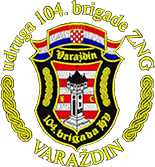 udruga 104. brigade ZNG
Varaždin
104. brigada HV
VARAŽDIN